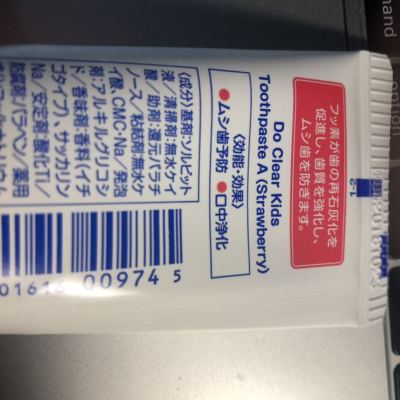 フッ素が歯の再石灰化を
促進し、歯質を強化し、
ムシ歯を防ぎます。
Do Clear Kids
Toothpaste A (Strawberry)
〈効能・効果〉
●ムシ歯予防 ●口中浄化
〈成分〉基剤:ソルビット
液/清掃剤:無水ケイ
酸 助剤:還元パラチ
ノース/粘結剤:無水ケ
イ酸、CMC・Na/発泡
剤:アルキルグリコシ
ド/香味剤:香料(イチ
ゴタイプ)、サッカリン
Na/安定剤:酸化Ti/
防腐剤:パラベン/薬用
00974 5
1-2
option